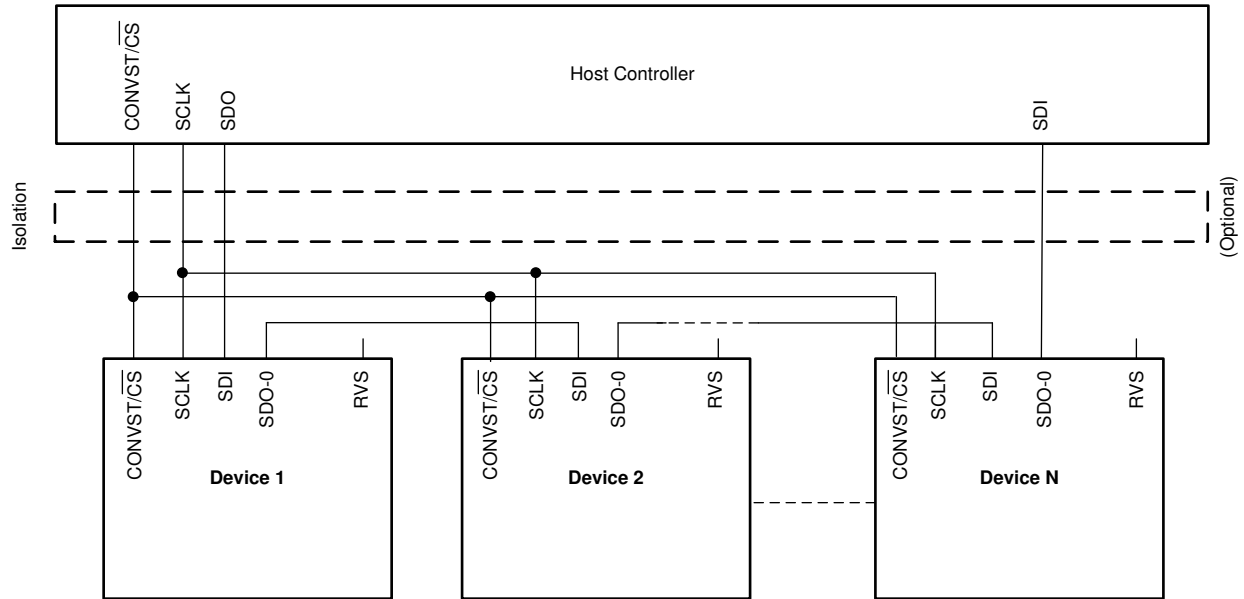 Host Controller
CONVST/CS
SCLK
SDO
SDI
Isolation
(Optional)
CONVST/CS
SCLK
SDI
SDO-0
RVS
Device 1
CONVST/CS
SCLK
SDI
SDO-0
RVS
Device 2
CONVST/CS
SCLK
SDI
SDO-0
RVS
Device N